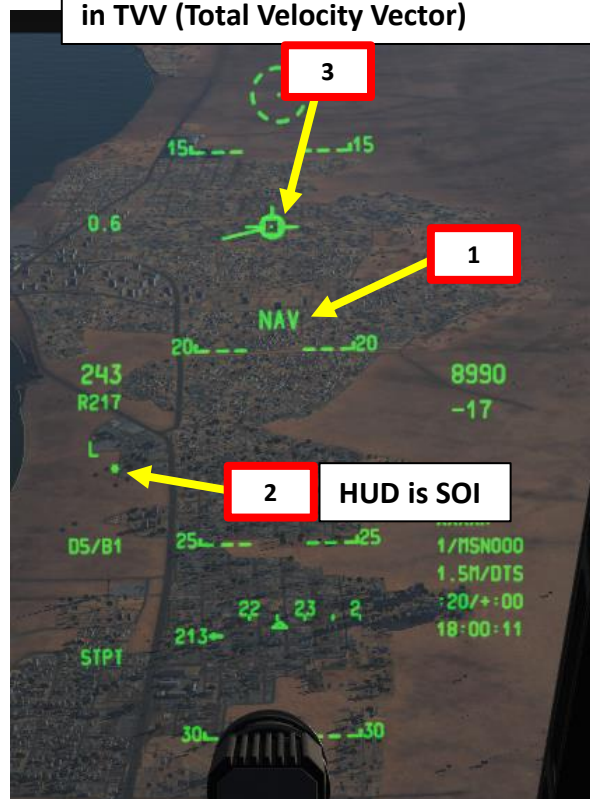 in TVV (Total Velocity Vector)
3
15 15
0.6
1
NAV
20 20
243 8990
R217 -17
L
*
2 HUD is SOI
D5/B1 25 25 1/MSN000
1.5M/DTS
22 23 2 :20/+:00
213 18:00:11
STPT
30 30